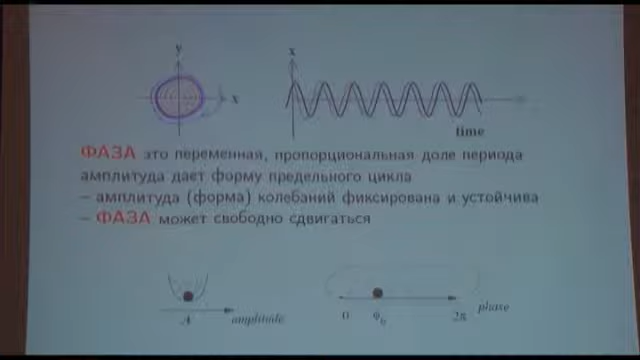 y
x
x
time
ФАЗА это переменная, пропорциональная доле периода
амплитуда дает форму предельного цикла
– амплитуда (форма) колебаний фиксирована и устойчива
– ФАЗА может свободно сдвигаться
A amplitude
0 Φ₀ 2π phase